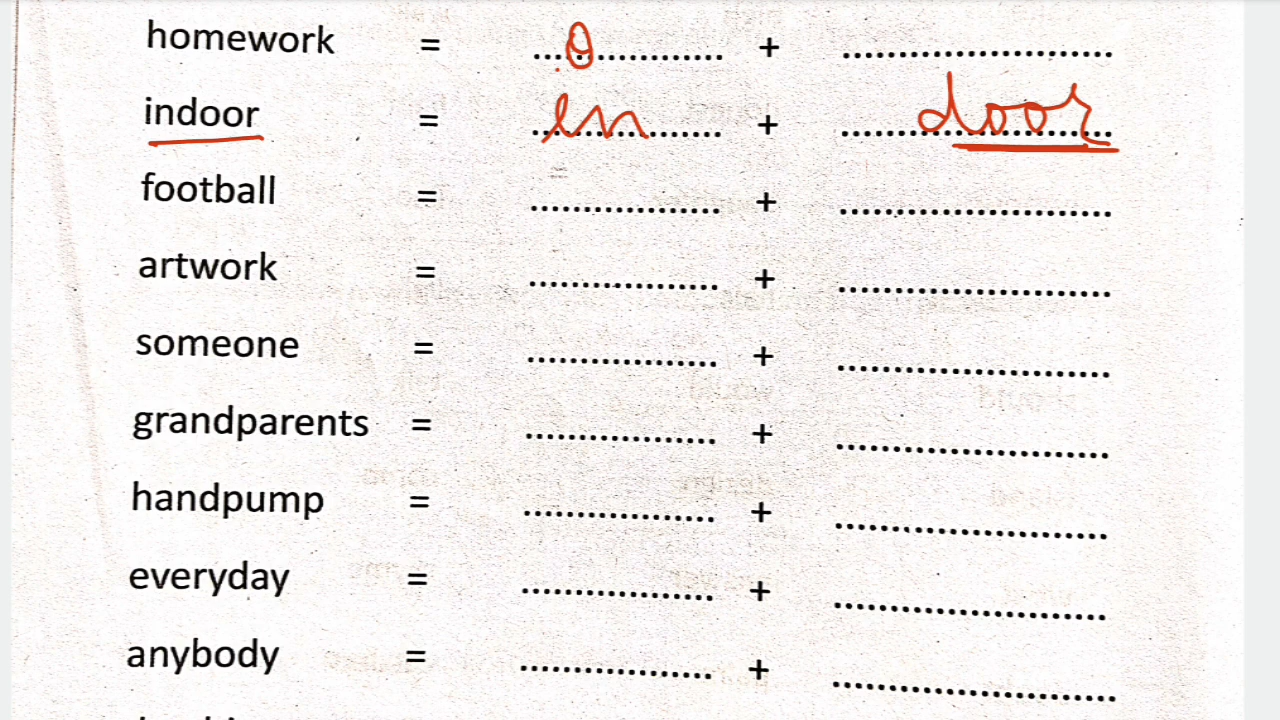 homework = .................... + ............................
indoor = in + door
football = .................... + ............................
artwork = .................... + ............................
someone = .................... + ............................
grandparents = .................... + ............................
handpump = .................... + ............................
everyday = .................... + ............................
anybody = .................... + ............................